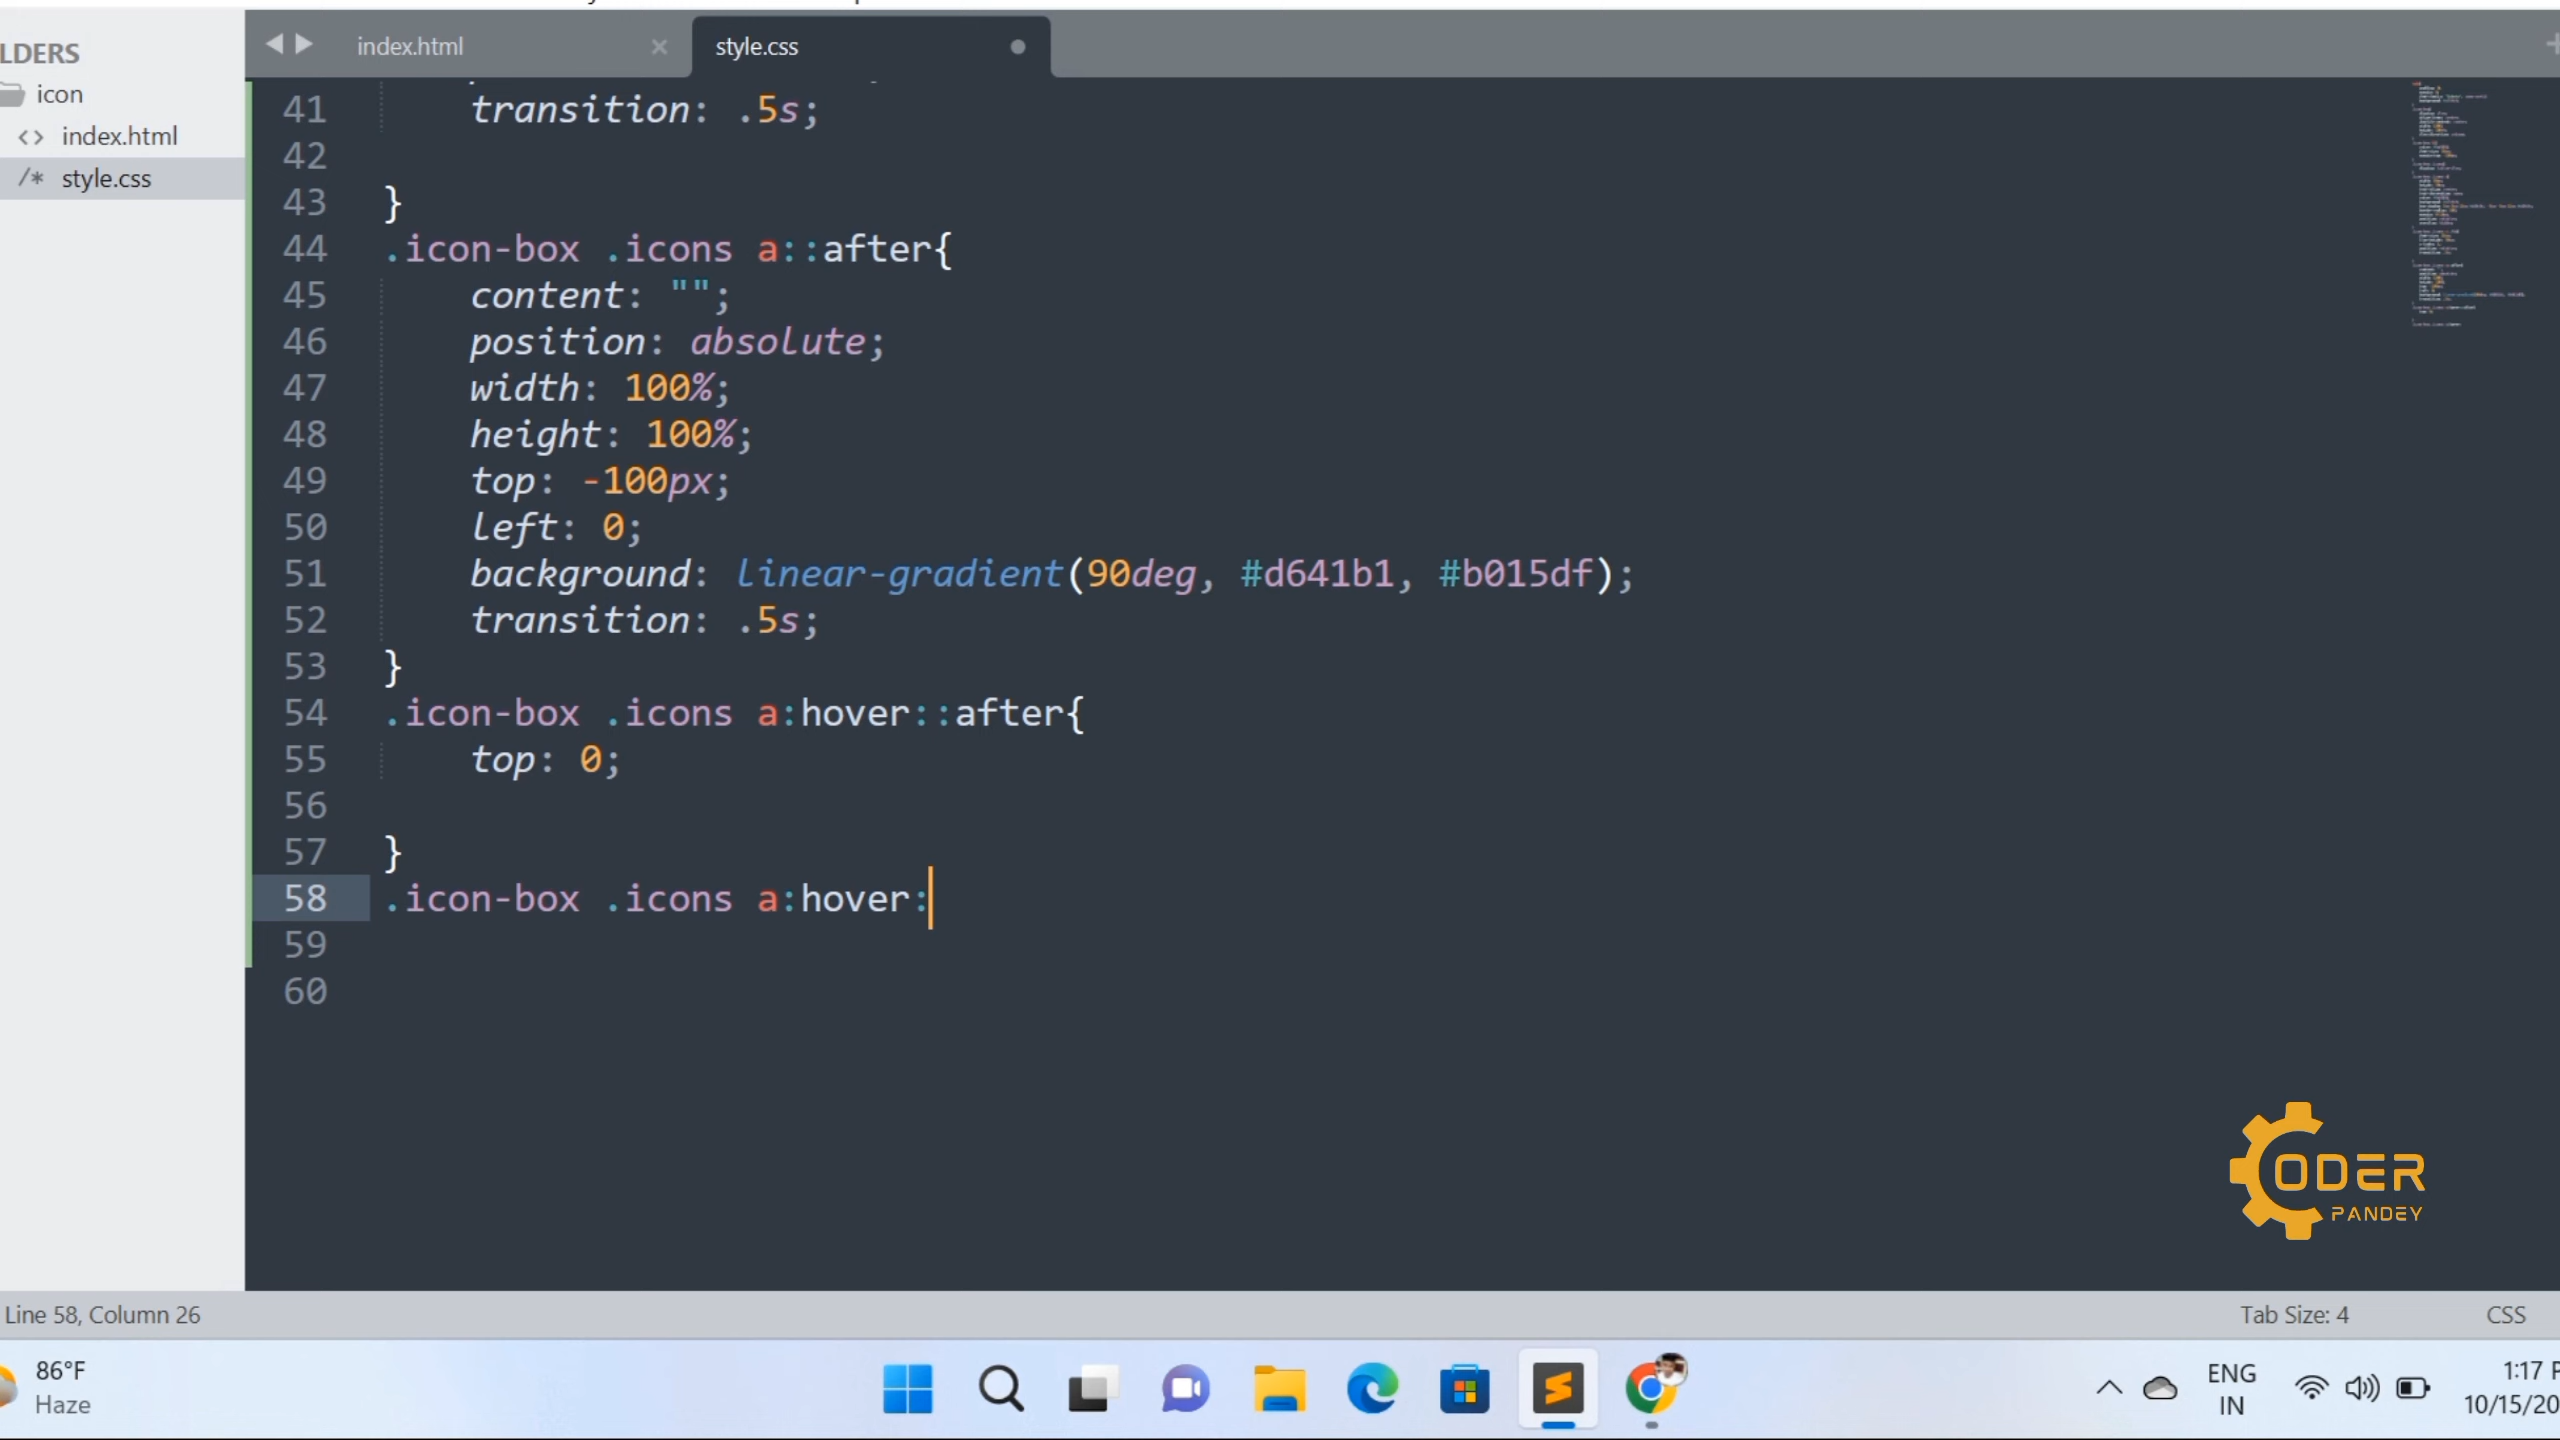 LDERS
icon
index.html
/* style.css
index.html
style.css
41 transition: .5s;
42
43 }
44 .icon-box .icons a::after{
45 content: "";
46 position: absolute;
47 width: 100%;
48 height: 100%;
49 top: -100px;
50 left: 0;
51 background: linear-gradient(90deg, #d641b1, #b015df);
52 transition: .5s;
53 }
54 .icon-box .icons a:hover::after{
55 top: 0;
56
57 }
58 .icon-box .icons a:hover:
59
60
CODER
PANDEY
Line 58, Column 26
Tab Size: 4
CSS
86°F
Haze
ENG
IN
1:17 P
10/15/20